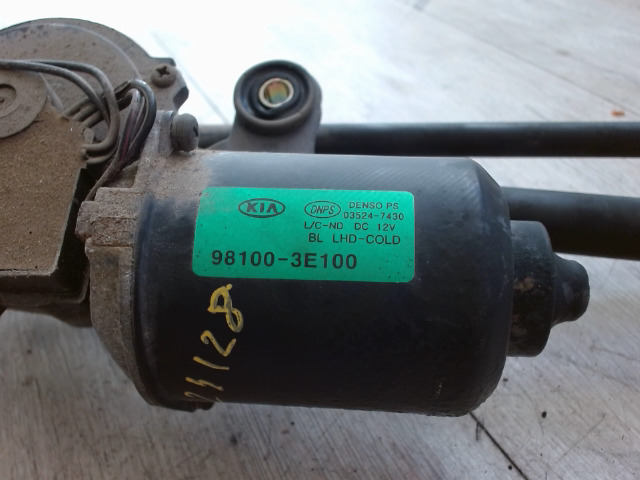 KIA
DNPS
DENSO PS
03524-7430
L/C-ND DC 12V
BL LHD-COLD
98100-3E100